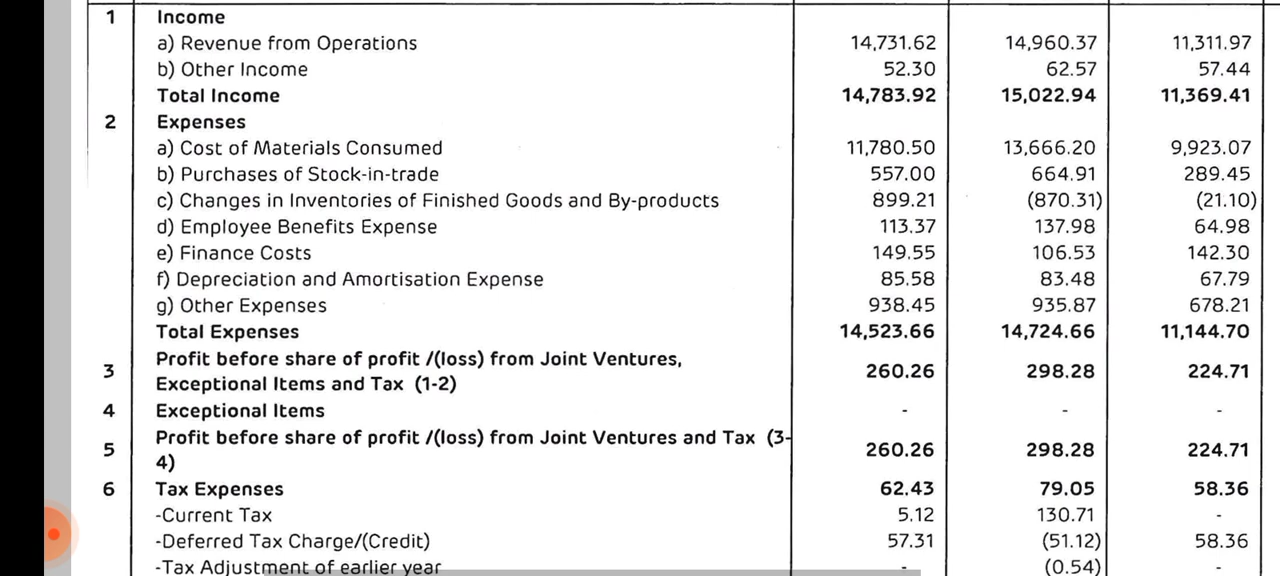 1 Income
a) Revenue from Operations 14,731.62 14,960.37 11,311.97
b) Other Income 52.30 62.57 57.44
Total Income 14,783.92 15,022.94 11,369.41
2 Expenses
a) Cost of Materials Consumed 11,780.50 13,666.20 9,923.07
b) Purchases of Stock-in-trade 557.00 664.91 289.45
c) Changes in Inventories of Finished Goods and By-products 899.21 (870.31) (21.10)
d) Employee Benefits Expense 113.37 137.98 64.98
e) Finance Costs 149.55 106.53 142.30
f) Depreciation and Amortisation Expense 85.58 83.48 67.79
g) Other Expenses 938.45 935.87 678.21
Total Expenses 14,523.66 14,724.66 11,144.70
3 Profit before share of profit /(loss) from Joint Ventures,
Exceptional Items and Tax (1-2) 260.26 298.28 224.71
4 Exceptional Items - - -
5 Profit before share of profit /(loss) from Joint Ventures and Tax (3-
4) 260.26 298.28 224.71
6 Tax Expenses 62.43 79.05 58.36
-Current Tax 5.12 130.71 -
-Deferred Tax Charge/(Credit) 57.31 (51.12) 58.36
-Tax Adjustment of earlier year - (0.54) -